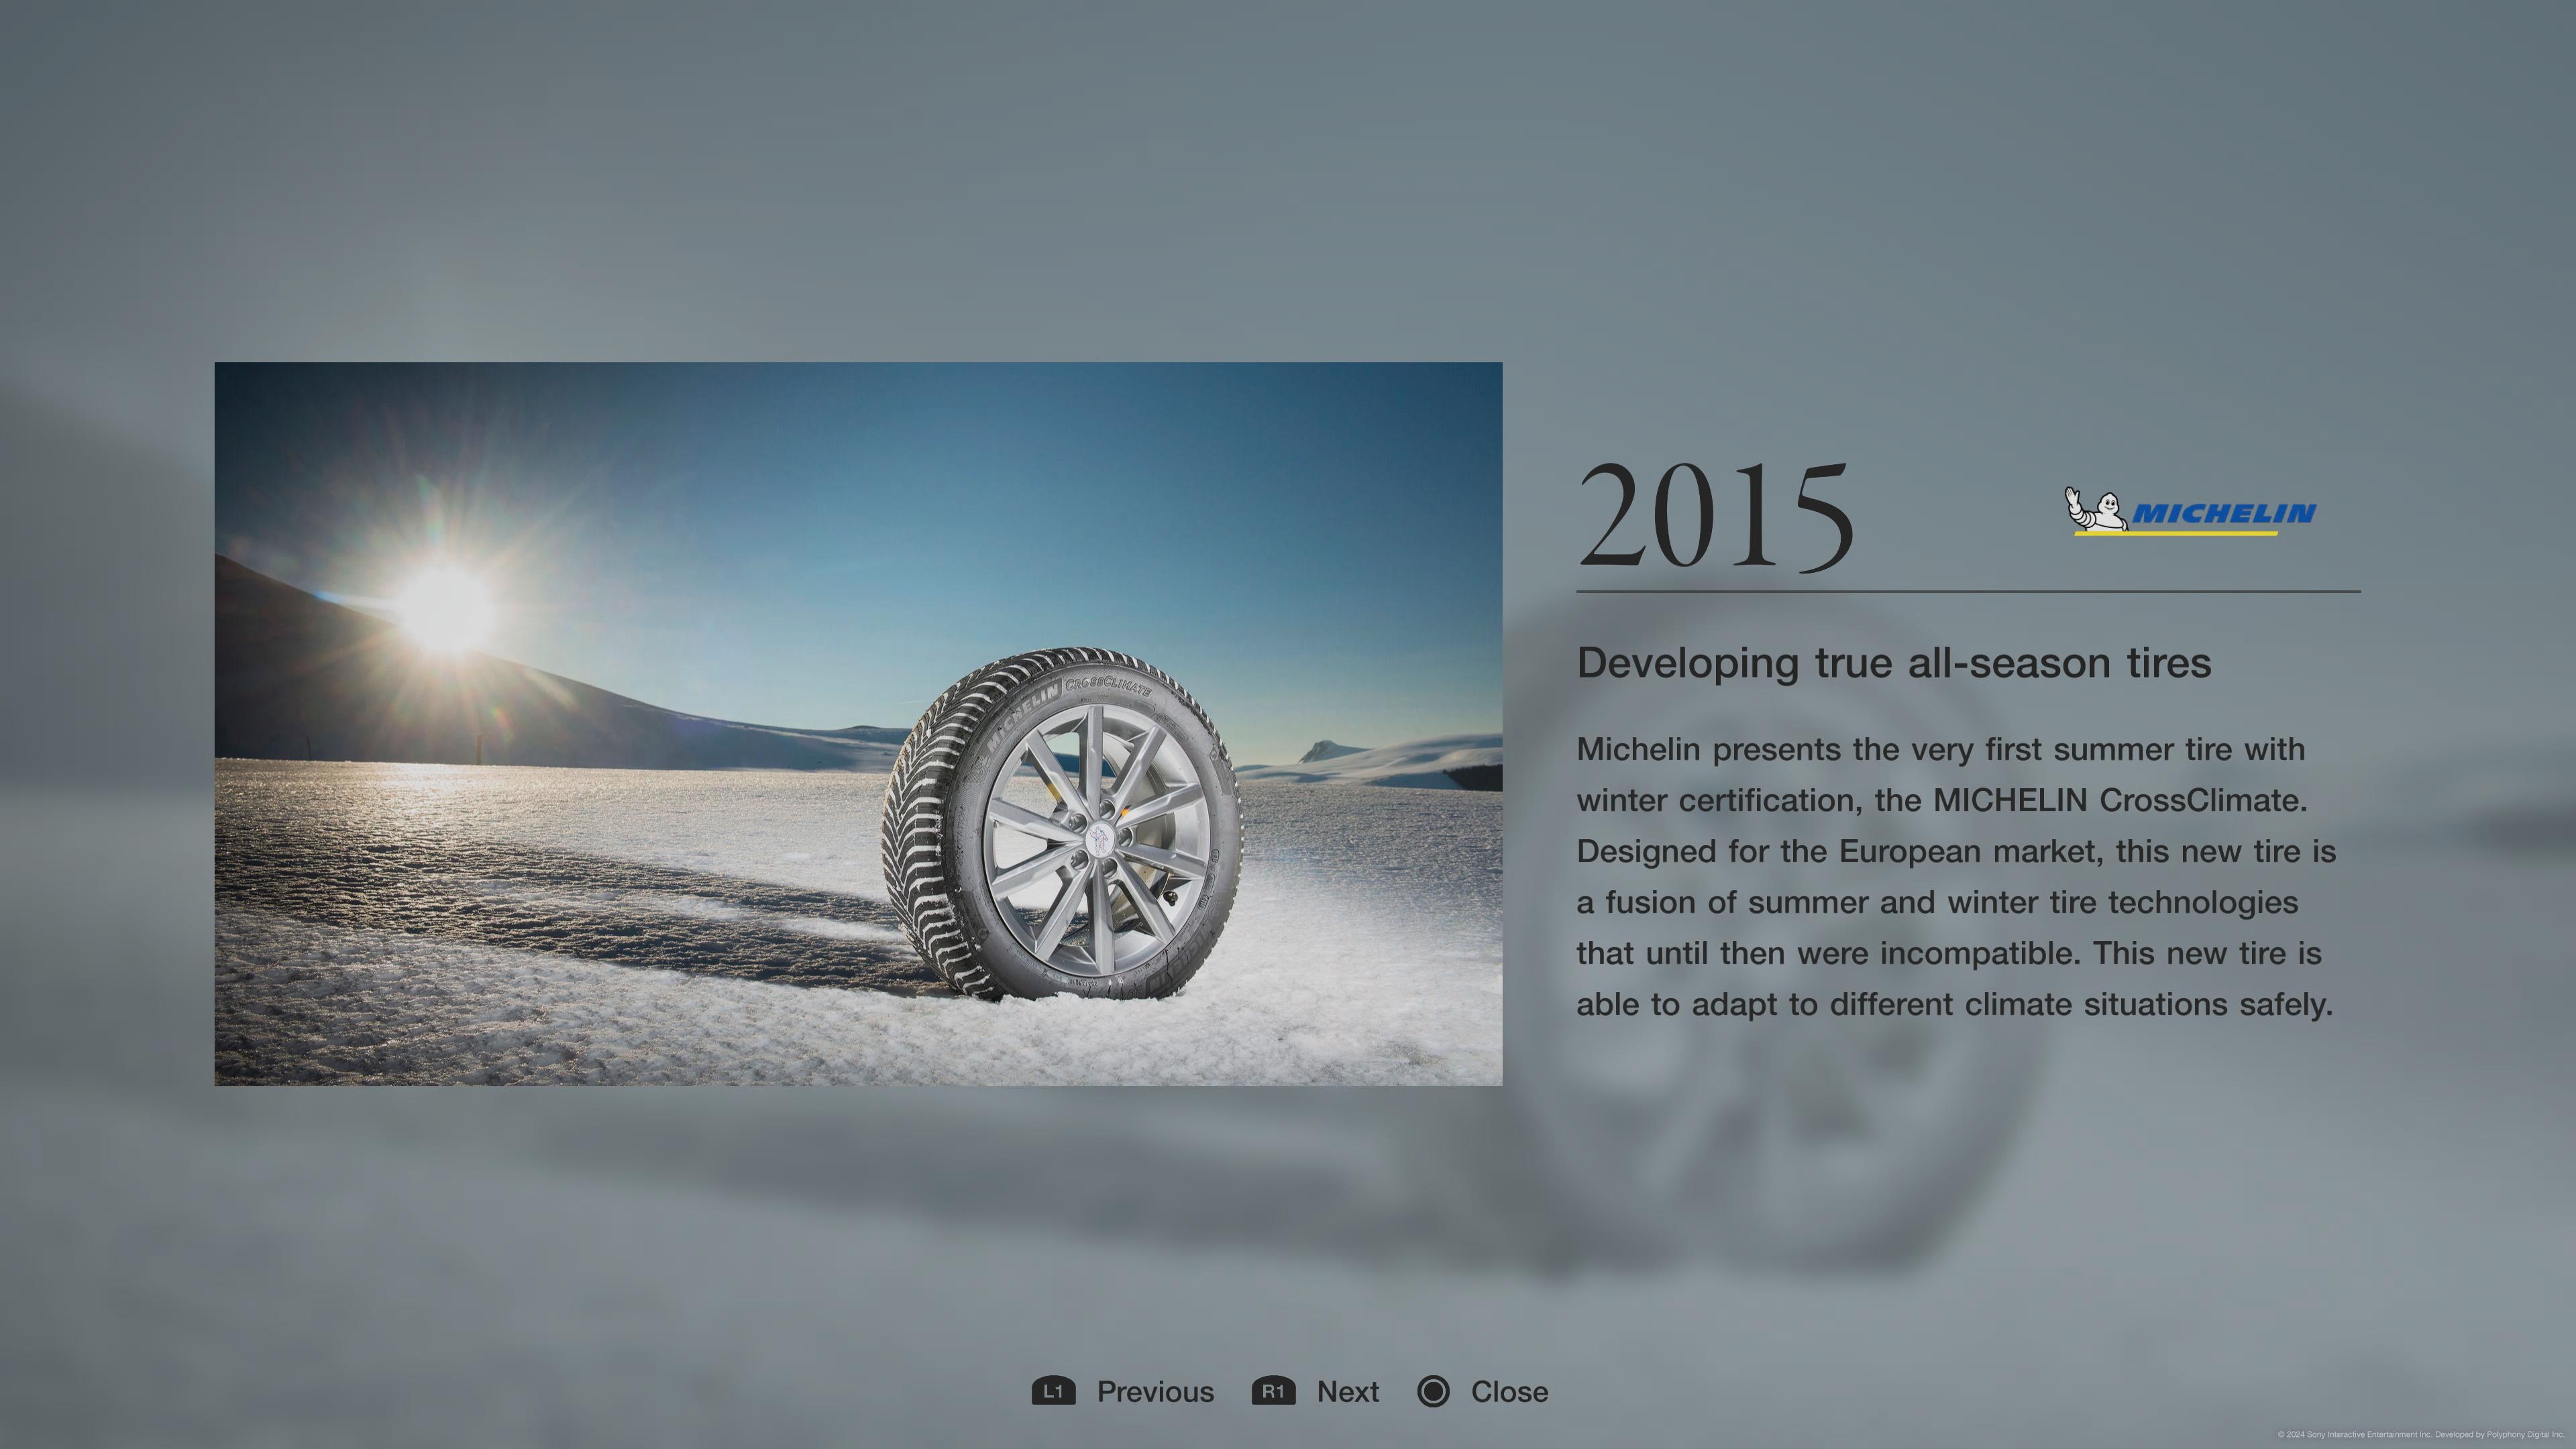 MICHELIN CROSSCLIMATE
2015
MICHELIN
Developing true all-season tires
Michelin presents the very first summer tire with
winter certification, the MICHELIN CrossClimate.
Designed for the European market, this new tire is
a fusion of summer and winter tire technologies
that until then were incompatible. This new tire is
able to adapt to different climate situations safely.
L1 Previous R1 Next Close
© 2024 Sony Interactive Entertainment Inc. Developed by Polyphony Digital Inc.